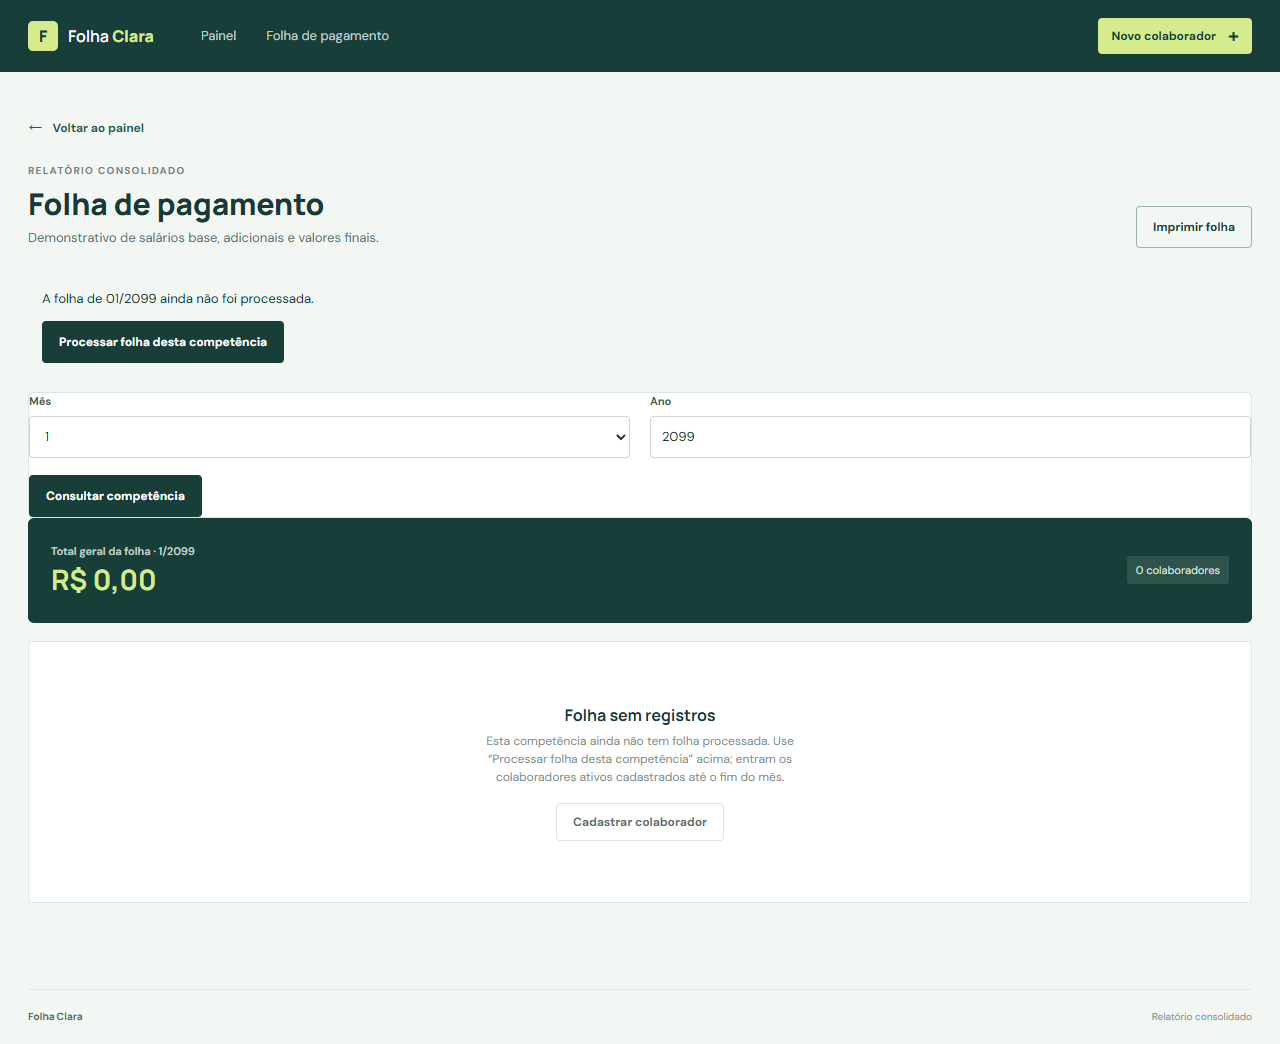 F Folha Clara Painel Folha de pagamento Novo colaborador +
← Voltar ao painel
RELATÓRIO CONSOLIDADO
Folha de pagamento
Demonstrativo de salários base, adicionais e valores finais.
Imprimir folha
A folha de 01/2099 ainda não foi processada.
Processar folha desta competência
Mês Ano
1 2099
Consultar competência
Total geral da folha · 1/2099
R$ 0,00
0 colaboradores
Folha sem registros
Esta competência ainda não tem folha processada. Use
“Processar folha desta competência” acima; entram os
colaboradores ativos cadastrados até o fim do mês.
Cadastrar colaborador
Folha Clara Relatório consolidado